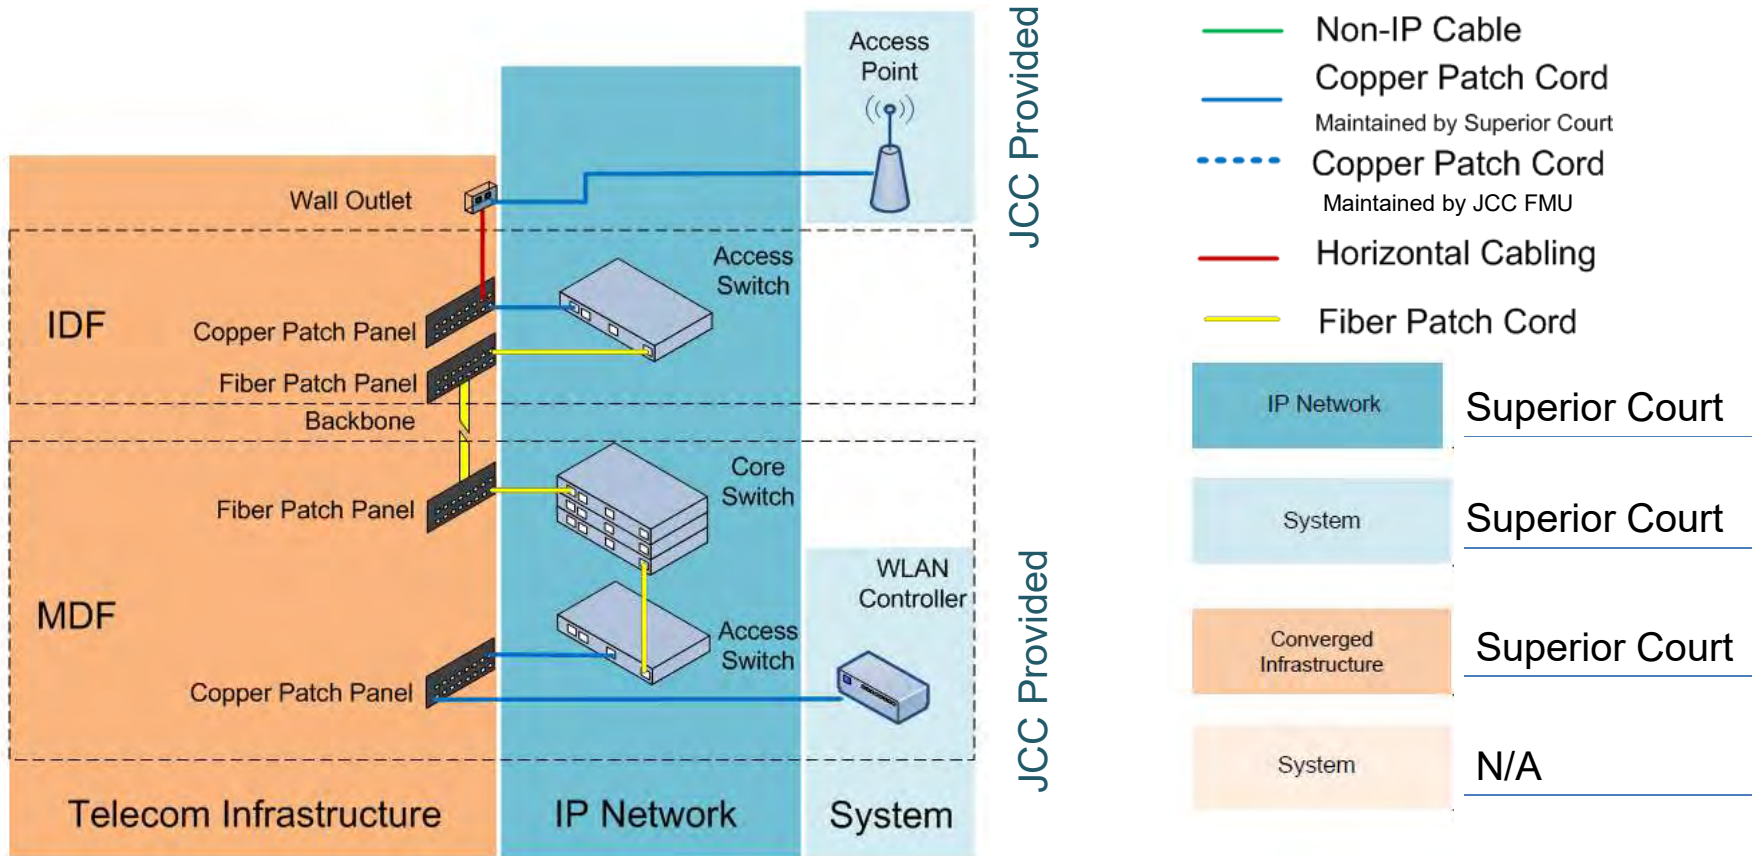 Access
Point
JCC Provided
Wall Outlet
Access
Switch
IDF
Copper Patch Panel
Fiber Patch Panel
Backbone
Core
Switch
Fiber Patch Panel
WLAN
Controller
MDF
Access
Switch
Copper Patch Panel
JCC Provided
Telecom Infrastructure
IP Network
System
Non-IP Cable
Copper Patch Cord
Maintained by Superior Court
Copper Patch Cord
Maintained by JCC FMU
Horizontal Cabling
Fiber Patch Cord
IP Network
Superior Court
System
Superior Court
Converged
Infrastructure
Superior Court
System
N/A